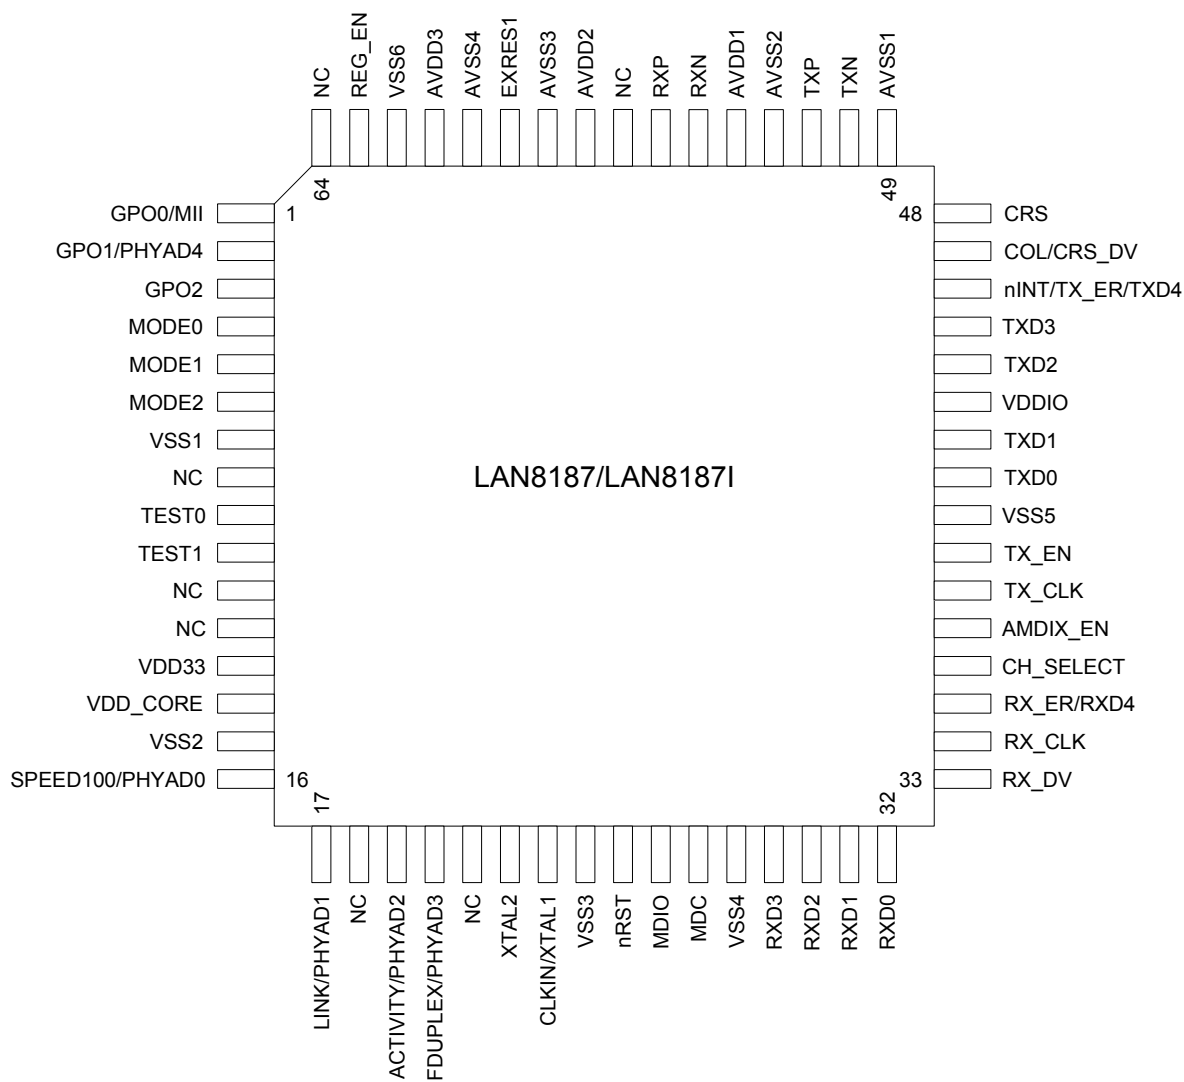 NC
REG_EN
VSS6
AVDD3
AVSS4
EXRES1
AVSS3
AVDD2
NC
RXP
RXN
AVDD1
AVSS2
TXP
TXN
AVSS1
64
49
GPO0/MII
1
48
CRS
GPO1/PHYAD4
COL/CRS_DV
GPO2
nINT/TX_ER/TXD4
MODE0
TXD3
MODE1
TXD2
MODE2
VDDIO
VSS1
TXD1
NC
LAN8187/LAN8187I
TXD0
TEST0
VSS5
TEST1
TX_EN
NC
TX_CLK
NC
AMDIX_EN
VDD33
CH_SELECT
VDD_CORE
RX_ER/RXD4
VSS2
RX_CLK
SPEED100/PHYAD0
16
33
RX_DV
17
32
LINK/PHYAD1
NC
ACTIVITY/PHYAD2
FDUPLEX/PHYAD3
NC
XTAL2
CLKIN/XTAL1
VSS3
nRST
MDIO
MDC
VSS4
RXD3
RXD2
RXD1
RXD0